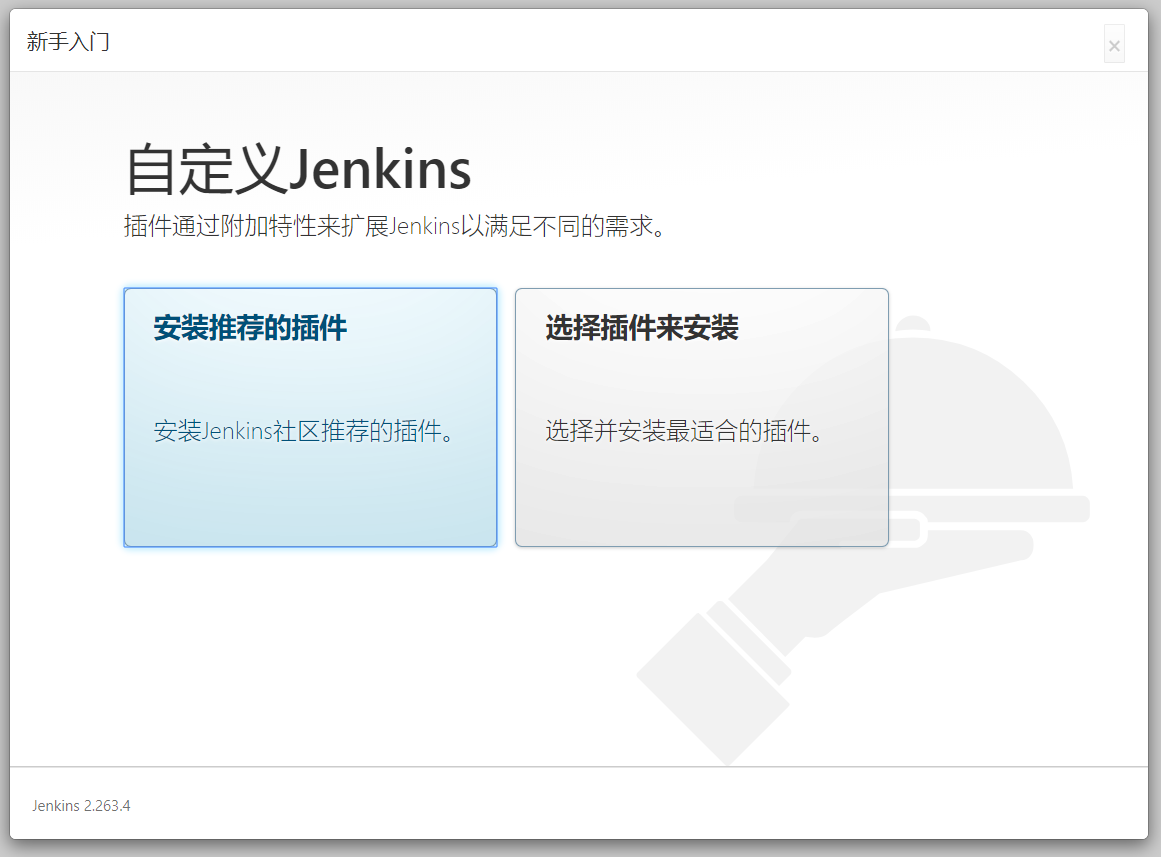 新手入门
×
自定义Jenkins
插件通过附加特性来扩展Jenkins以满足不同的需求。
安装推荐的插件
安装Jenkins社区推荐的插件。
选择插件来安装
选择并安装最适合的插件。
Jenkins 2.263.4